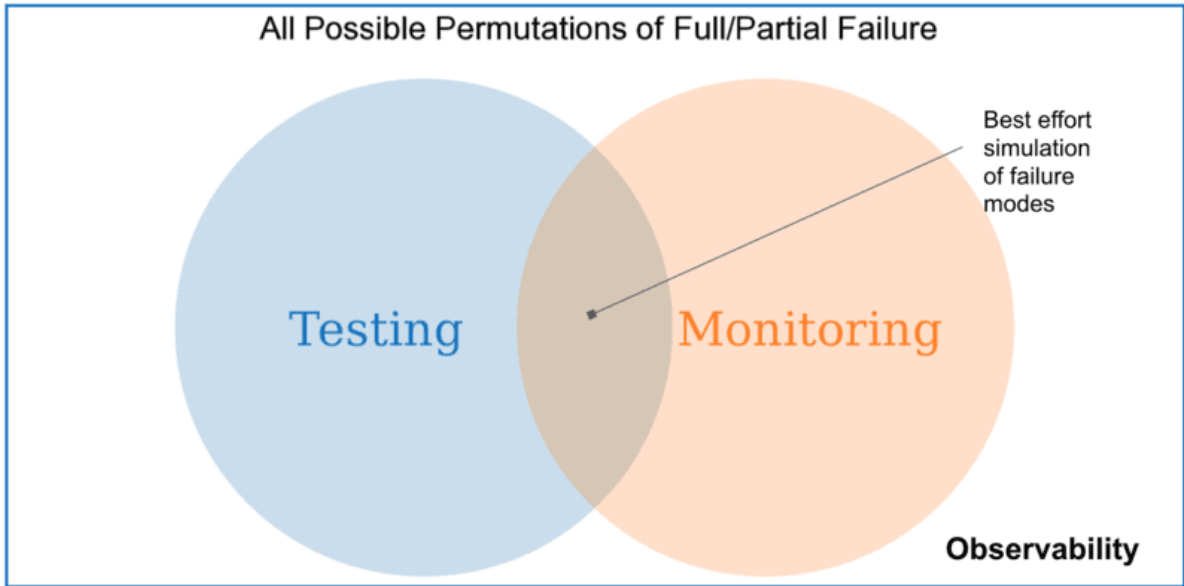 All Possible Permutations of Full/Partial Failure
Best effort
simulation
of failure
modes
Testing
Monitoring
Observability